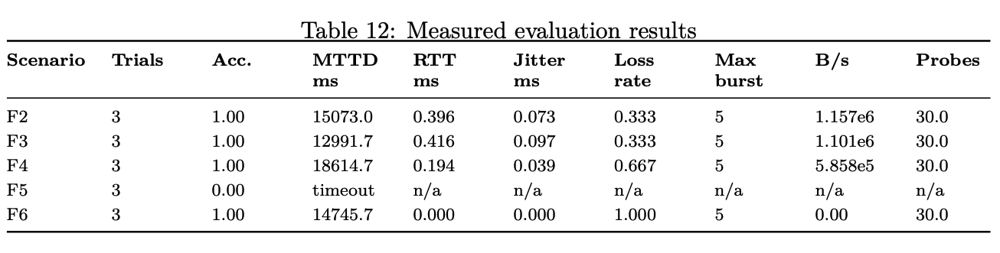 Table 12: Measured evaluation results
Scenario Trials Acc. MTTD RTT Jitter Loss Max B/s Probes
ms ms ms rate burst
F2 3 1.00 15073.0 0.396 0.073 0.333 5 1.157e6 30.0
F3 3 1.00 12991.7 0.416 0.097 0.333 5 1.101e6 30.0
F4 3 1.00 18614.7 0.194 0.039 0.667 5 5.858e5 30.0
F5 3 0.00 timeout n/a n/a n/a n/a n/a n/a
F6 3 1.00 14745.7 0.000 0.000 1.000 5 0.00 30.0